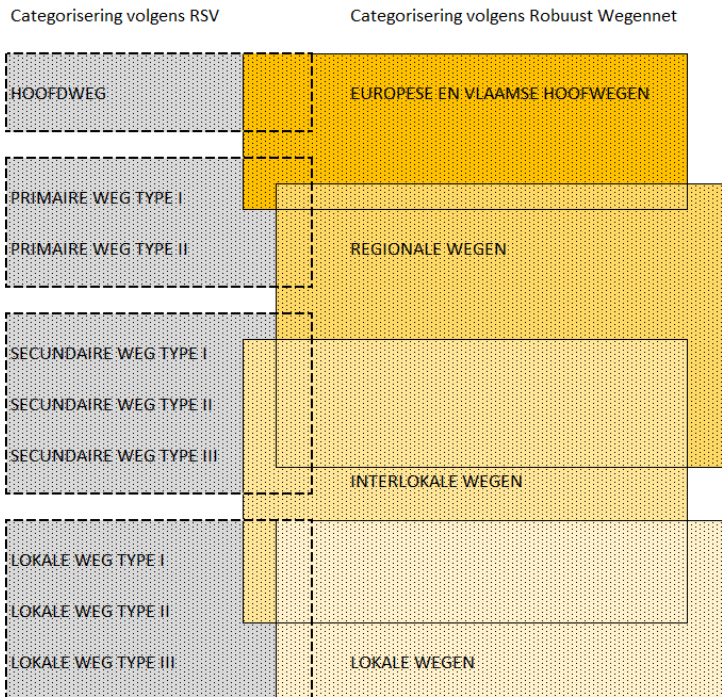 Categorisering volgens RSV
Categorisering volgens Robuust Wegennet
HOOFDWEG
EUROPESE EN VLAAMSE HOOFWEGEN
PRIMAIRE WEG TYPE I
PRIMAIRE WEG TYPE II
REGIONALE WEGEN
SECUNDAIRE WEG TYPE I
SECUNDAIRE WEG TYPE II
SECUNDAIRE WEG TYPE III
INTERLOKALE WEGEN
LOKALE WEG TYPE I
LOKALE WEG TYPE II
LOKALE WEG TYPE III
LOKALE WEGEN